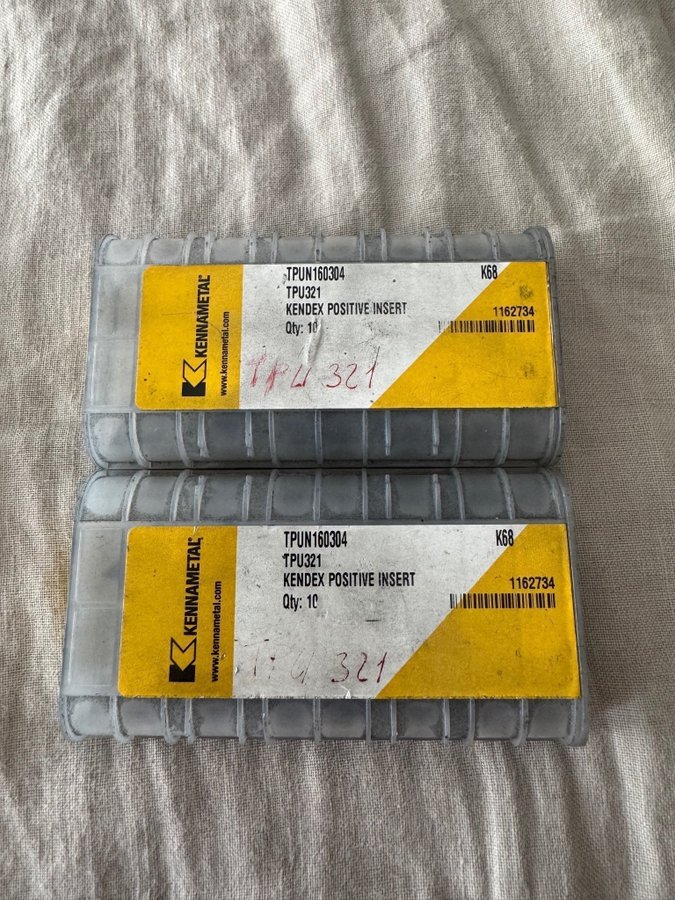 TPUN160304 K68
TPU321
KENDEX POSITIVE INSERT
1162734
Qty: 10
KENNAMETAL
www.kennametal.com
TPU 321
TPUN160304 K68
TPU321
KENDEX POSITIVE INSERT
1162734
Qty: 10
KENNAMETAL
www.kennametal.com
TPU 321